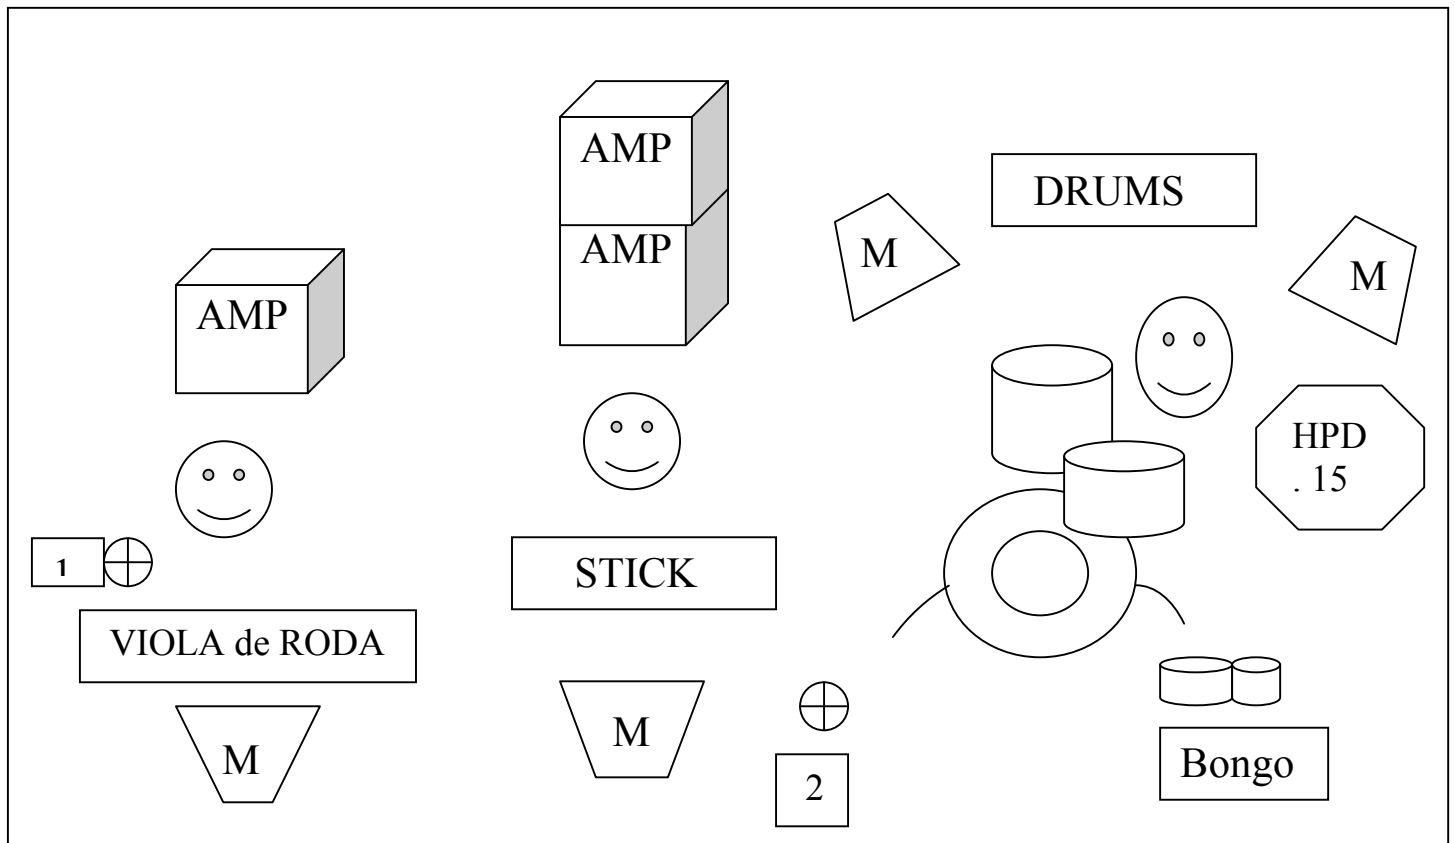 AMP
AMP
AMP
DRUMS
M
M
HPD
. 15
1
STICK
VIOLA de RODA
M
M
2
Bongo